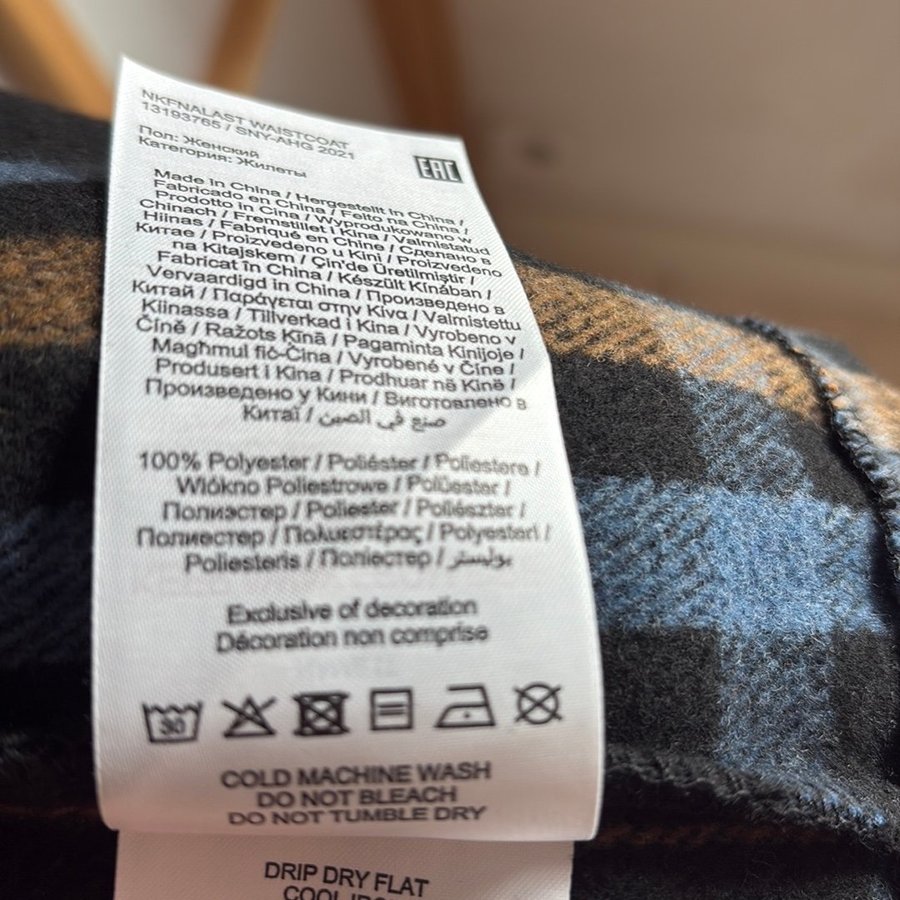 NKFNALAST WAISTCOAT
13193765 / SNY-AHG 2021
Пол: Женский
Категория: Жилеты
EAC
Made in China / Hergestellt in China /
Fabricado en China / Feito na China /
Prodotto in Cina / Wyprodukowano w
Chinach / Fremstillet i Kina / Valmistatud
Hiinas / Fabriqué en Chine / Сделано в
Китае / Proizvedeno u Kini / Proizvedeno
na Kitajskem / Çin'de Üretilmiştir /
Fabricat în China / Készült Kínában /
Vervaardigd in China / Произведено в
Китай / Παράγεται στην Κίνα / Valmistettu
Kiinassa / Tillverkad i Kina / Vyrobeno v
Číně / Ražots Ķīnā / Pagaminta Kinijoje /
Magħmul fiċ-Ċina / Vyrobené v Číne /
Produsert i Kina / Prodhuar në Kinë /
Произведено у Кини / Виготовлено в
Китаї / صنع في الصين
100% Polyester / Poliéster / Poliestere /
Włókno Poliestrowe / Polüester /
Полиэстер / Poliester / Poliészter /
Полиестер / Πολυεστέρας / Polyesteri /
Poliesteris / Поліестер / بوليستر
Exclusive of decoration
Décoration non comprise
30
COLD MACHINE WASH
DO NOT BLEACH
DO NOT TUMBLE DRY
DRIP DRY FLAT